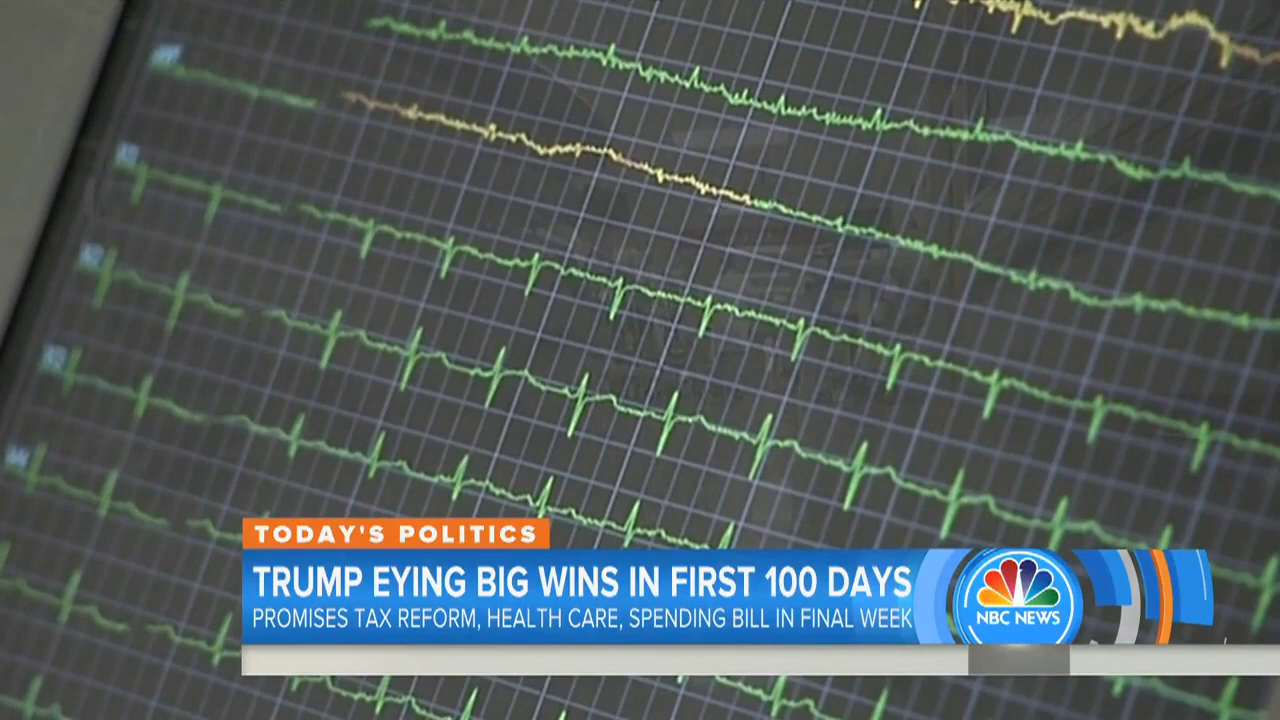 TODAY'S POLITICS
TRUMP EYING BIG WINS IN FIRST 100 DAYS
PROMISES TAX REFORM, HEALTH CARE, SPENDING BILL IN FINAL WEEK
NBC NEWS